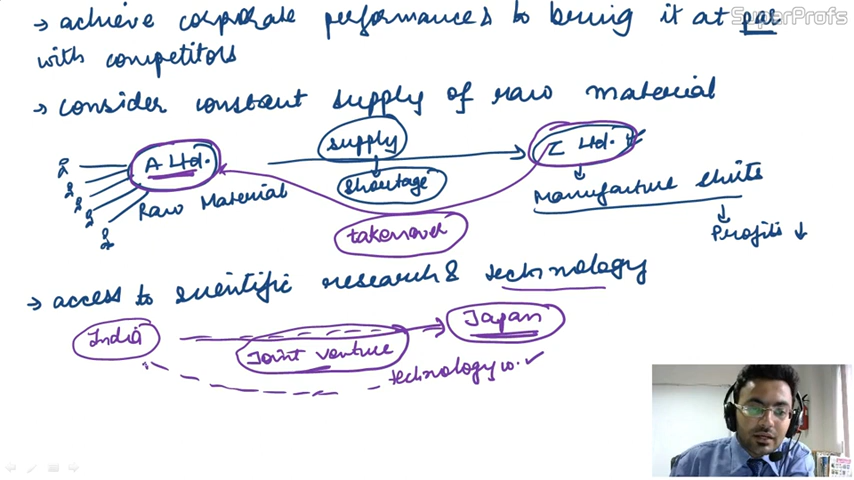 → achieve corporate performances to bring it at par
SuperProfs
with competitors
→ consider constant supply of raw material
A Ltd.
supply
Z Ltd.
shortage
Raw Material
Manufacture shirts
takeover
Profits ↓
→ access to scientific research & technology
India
Japan
Joint venture
technology